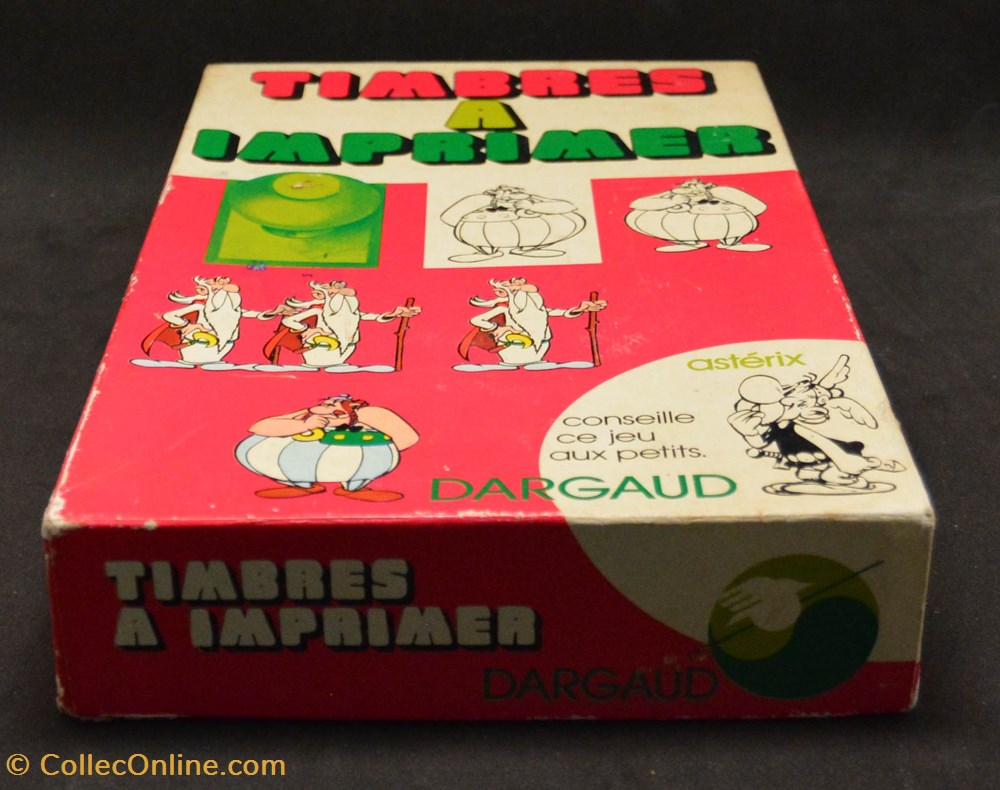 TIMBRES
A
IMPRIMER
astérix
conseille
ce jeu
aux petits.
DARGAUD
TIMBRES
A IMPRIMER
DARGAUD
© CollecOnline.com